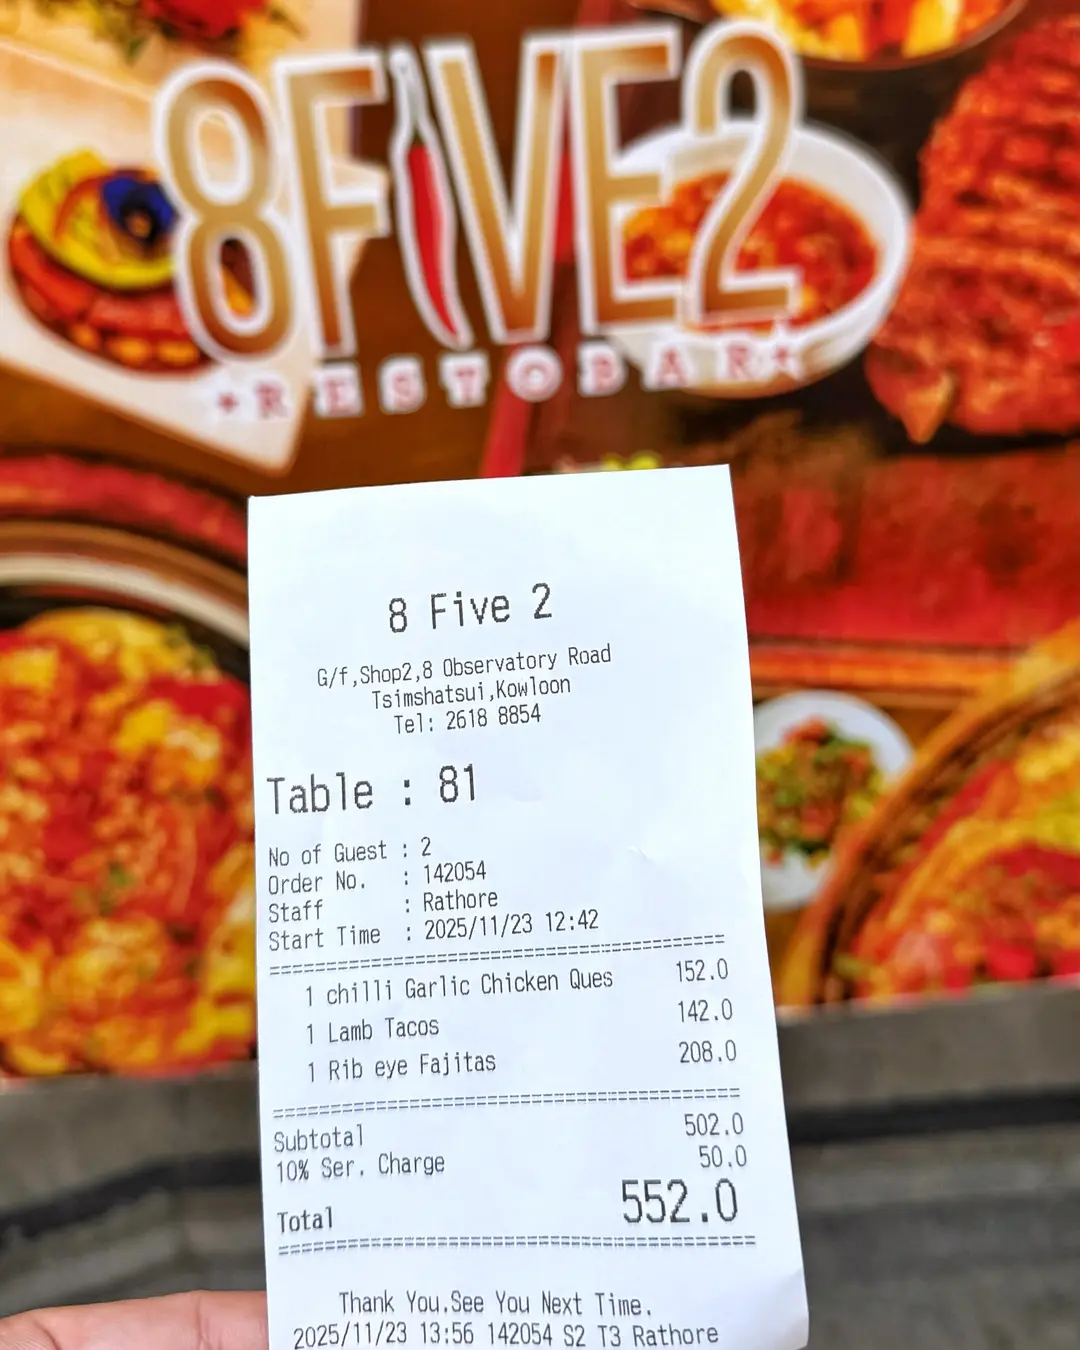 8FiVE2
★RESTOBAR★
8 Five 2
G/f,Shop2,8 Observatory Road
Tsimshatsui,Kowloon
Tel: 2618 8854
Table : 81
No of Guest : 2
Order No. : 142054
Staff : Rathore
Start Time : 2025/11/23 12:42
======================================
1 chilli Garlic Chicken Ques 152.0
1 Lamb Tacos 142.0
1 Rib eye Fajitas 208.0
======================================
Subtotal 502.0
10% Ser. Charge 50.0
Total 552.0
======================================
Thank You.See You Next Time.
2025/11/23 13:56 142054 S2 T3 Rathore